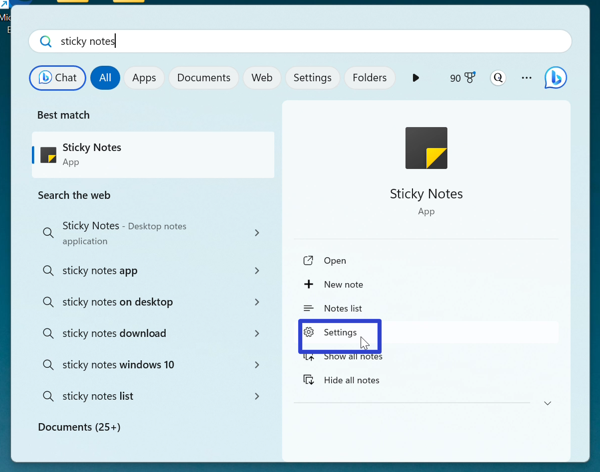 sticky notes
Chat
All
Apps
Documents
Web
Settings
Folders
90
Best match
Sticky Notes
App
Search the web
Sticky Notes - Desktop notes
application
sticky notes app
sticky notes on desktop
sticky notes download
sticky notes windows 10
sticky notes list
Documents (25+)
Sticky Notes
App
Open
New note
Notes list
Settings
Show all notes
Hide all notes